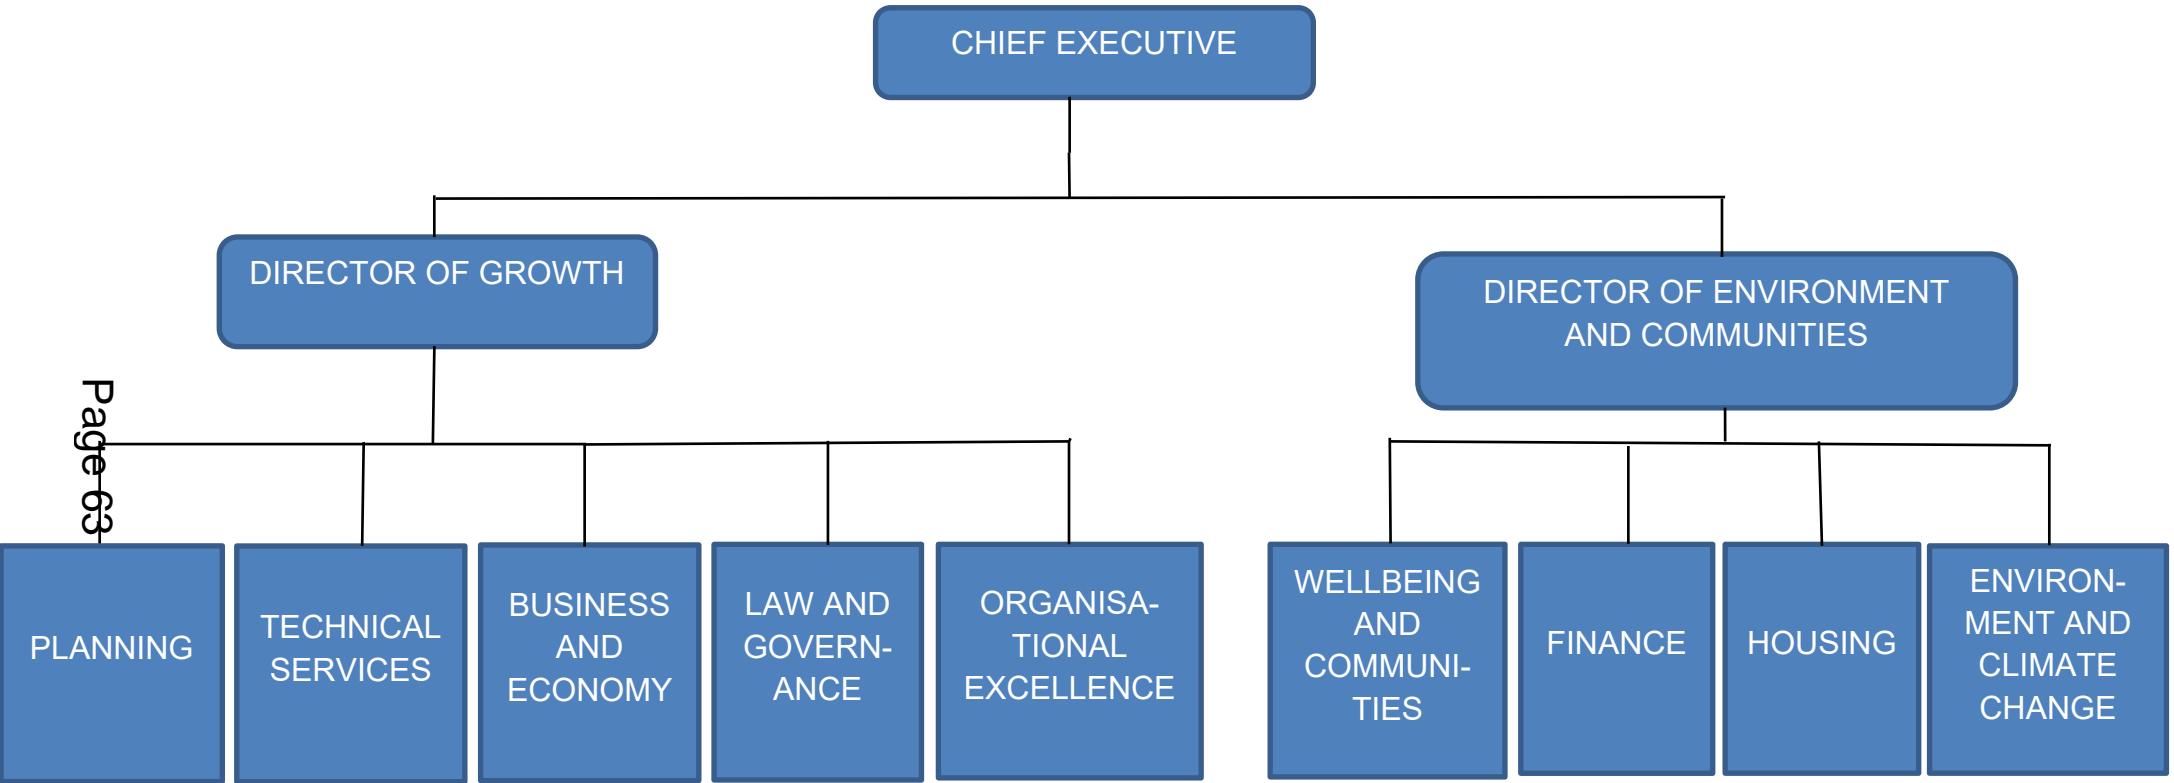 CHIEF EXECUTIVE
DIRECTOR OF GROWTH
DIRECTOR OF ENVIRONMENT
AND COMMUNITIES
Page 63
PLANNING
TECHNICAL
SERVICES
BUSINESS
AND
ECONOMY
LAW AND
GOVERN-
ANCE
ORGANISA-
TIONAL
EXCELLENCE
WELLBEING
AND
COMMUNI-
TIES
FINANCE
HOUSING
ENVIRON-
MENT AND
CLIMATE
CHANGE